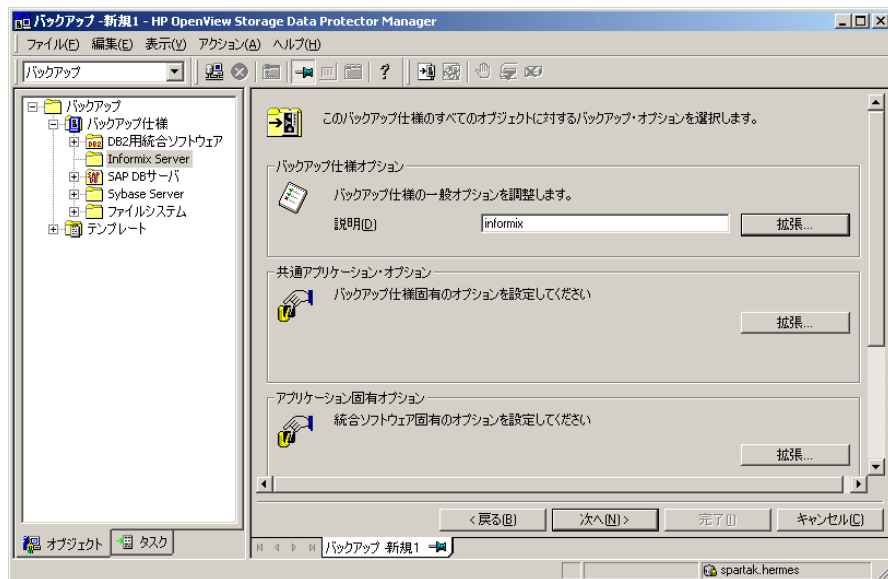 バックアップ -新規1 - HP OpenView Storage Data Protector Manager
ファイル(F) 編集(E) 表示(V) アクション(A) ヘルプ(H)
バックアップ
バックアップ
バックアップ仕様
DB2 DB2用統合ソフトウェア
Informix Server
SAP DBサーバ
Sybase Server
ファイルシステム
テンプレート
このバックアップ仕様のすべてのオブジェクトに対するバックアップ・オプションを選択します。
バックアップ仕様オプション
バックアップ仕様の一般オプションを調整します。
説明(D) informix 拡張...
共通アプリケーション・オプション
バックアップ仕様固有のオプションを設定してください
拡張...
アプリケーション固有オプション
統合ソフトウェア固有のオプションを設定してください
拡張...
<戻る(B) 次へ(N)> 完了(I) キャンセル(C)
オブジェクト タスク
バックアップ 新規1
spartak.hermes